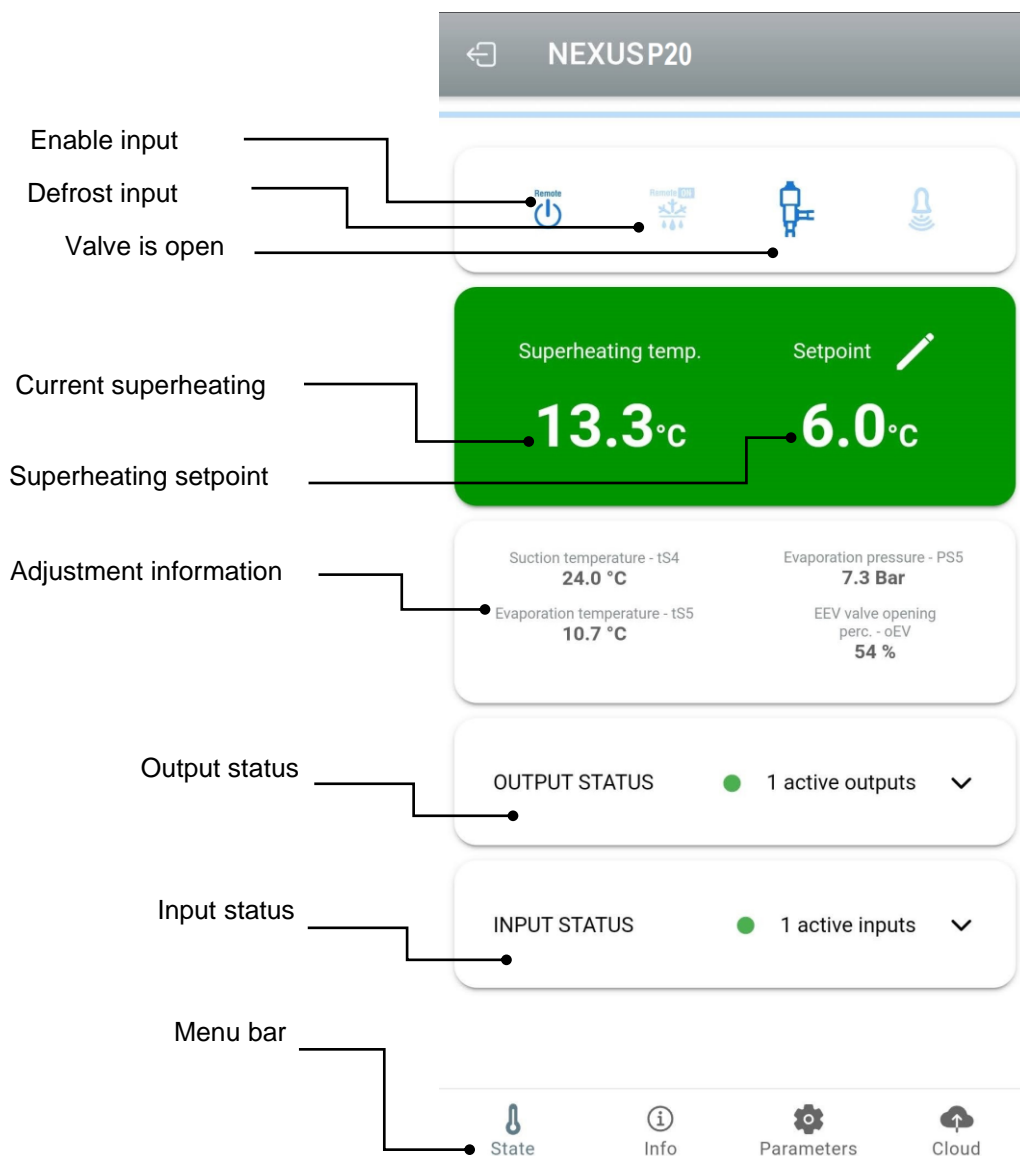 NEXUS P20
Enable input
Defrost input
Valve is open
Remote
Remote ON
Superheating temp.
Setpoint
13.3°C
6.0°C
Current superheating
Superheating setpoint
Adjustment information
Suction temperature - tS4
24.0 °C
Evaporation pressure - PS5
7.3 Bar
Evaporation temperature - tS5
10.7 °C
EEV valve opening
perc. - oEV
54 %
Output status
OUTPUT STATUS
1 active outputs
Input status
INPUT STATUS
1 active inputs
Menu bar
State
Info
Parameters
Cloud